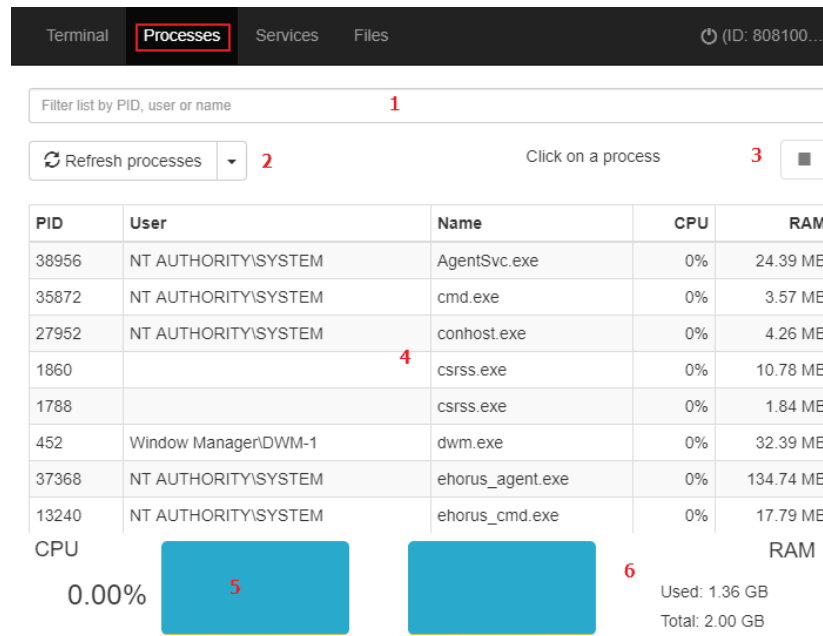 Terminal Processes Services Files (ID: 808100...
Filter list by PID, user or name 1
Refresh processes 2 Click on a process 3
PID User Name CPU RAM
38956 NT AUTHORITY\SYSTEM AgentSvc.exe 0% 24.39 MB
35872 NT AUTHORITY\SYSTEM cmd.exe 0% 3.57 MB
27952 NT AUTHORITY\SYSTEM conhost.exe 0% 4.26 MB
4
1860 csrss.exe 0% 10.78 MB
1788 csrss.exe 0% 1.84 MB
452 Window Manager\DWM-1 dwm.exe 0% 32.39 MB
37368 NT AUTHORITY\SYSTEM ehorus_agent.exe 0% 134.74 MB
13240 NT AUTHORITY\SYSTEM ehorus_cmd.exe 0% 17.79 MB
CPU RAM
0.00% 5 6 Used: 1.36 GB
Total: 2.00 GB